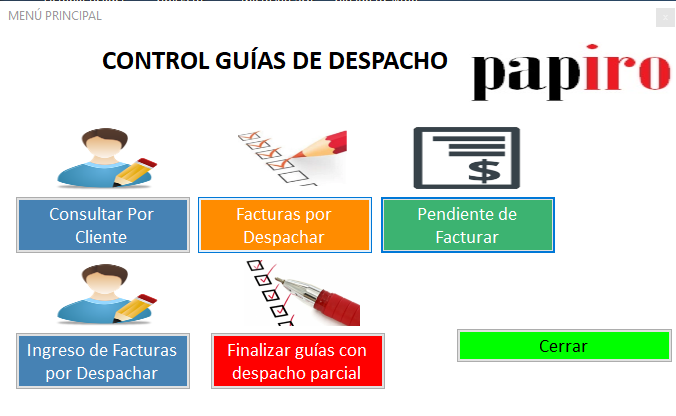 MENÚ PRINCIPAL
x
CONTROL GUÍAS DE DESPACHO
papiro
Consultar Por
Cliente
Facturas por
Despachar
$
Pendiente de
Facturar
Ingreso de Facturas
por Despachar
Finalizar guías con
despacho parcial
Cerrar